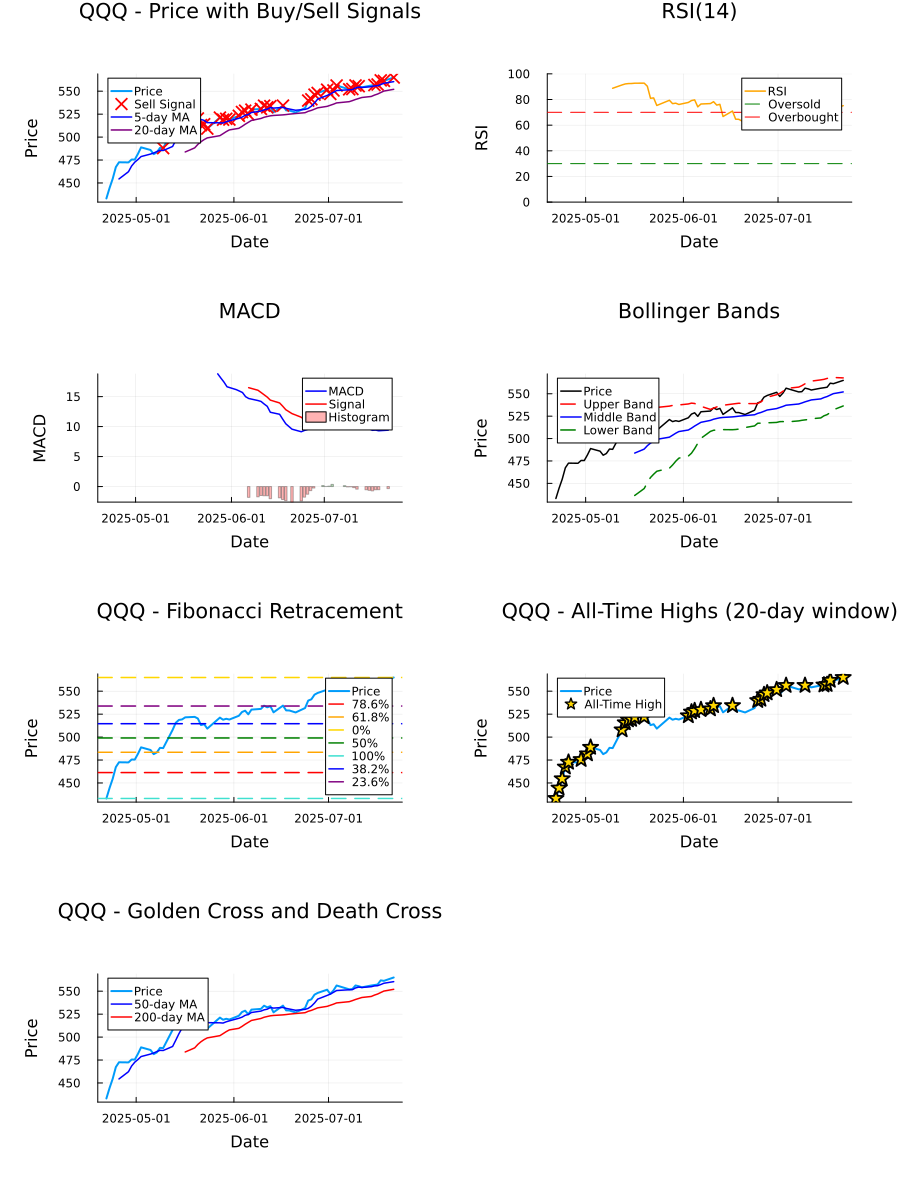 QQQ - Price with Buy/Sell Signals
Price
550
525
500
475
450
Price
Sell Signal
5-day MA
20-day MA
2025-05-01
2025-06-01
2025-07-01
Date
RSI(14)
RSI
100
80
60
40
20
0
RSI
Oversold
Overbought
2025-05-01
2025-06-01
2025-07-01
Date
MACD
MACD
15
10
5
0
MACD
Signal
Histogram
2025-05-01
2025-06-01
2025-07-01
Date
Bollinger Bands
Price
550
525
500
475
450
Price
Upper Band
Middle Band
Lower Band
2025-05-01
2025-06-01
2025-07-01
Date
QQQ - Fibonacci Retracement
Price
550
525
500
475
450
Price
78.6%
61.8%
0%
50%
100%
38.2%
23.6%
2025-05-01
2025-06-01
2025-07-01
Date
QQQ - All-Time Highs (20-day window)
Price
550
525
500
475
450
Price
All-Time High
2025-05-01
2025-06-01
2025-07-01
Date
QQQ - Golden Cross and Death Cross
Price
550
525
500
475
450
Price
50-day MA
200-day MA
2025-05-01
2025-06-01
2025-07-01
Date